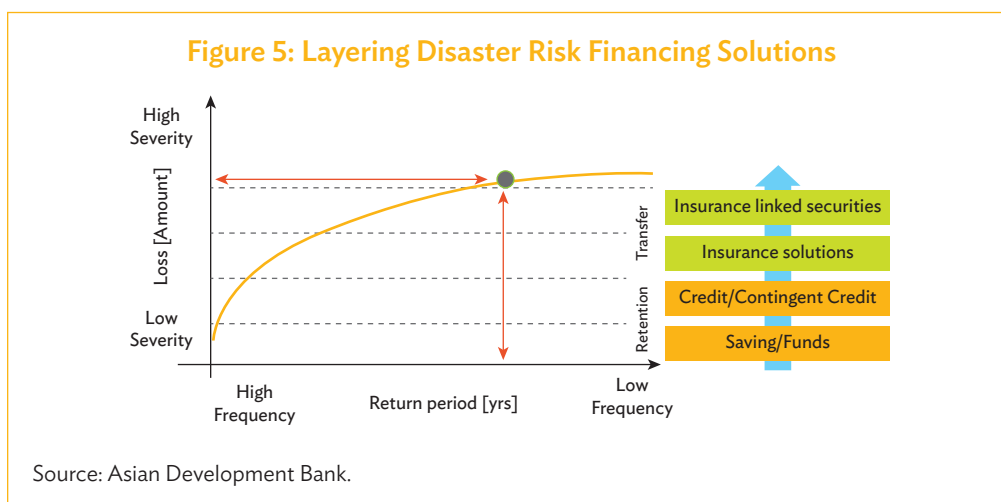 Figure 5: Layering Disaster Risk Financing Solutions
High
Severity
Loss [Amount]
Low
Severity
High
Frequency
Return period [yrs]
Low
Frequency
Transfer
Retention
Insurance linked securities
Insurance solutions
Credit/Contingent Credit
Saving/Funds
Source: Asian Development Bank.